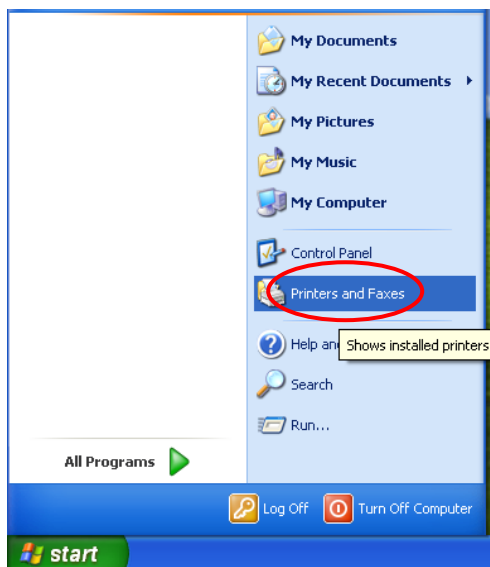 My Documents
My Recent Documents
My Pictures
My Music
My Computer
Control Panel
Printers and Faxes
Help an
Shows installed printers
Search
Run...
All Programs
Log Off
Turn Off Computer
start